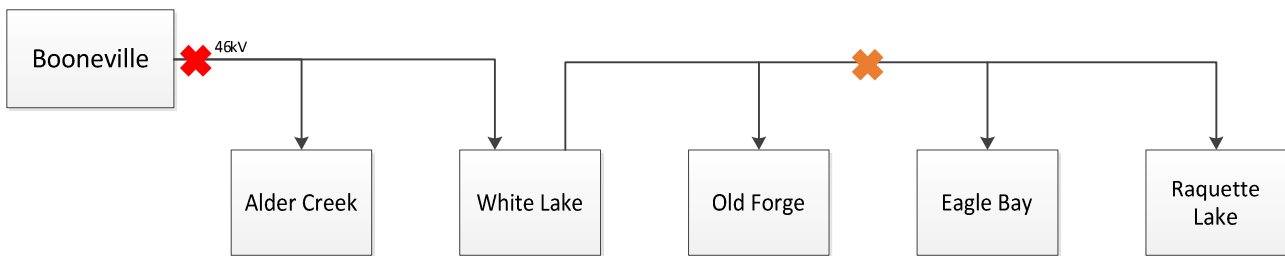 Booneville
46kV
Alder Creek
White Lake
Old Forge
Eagle Bay
Raquette
Lake